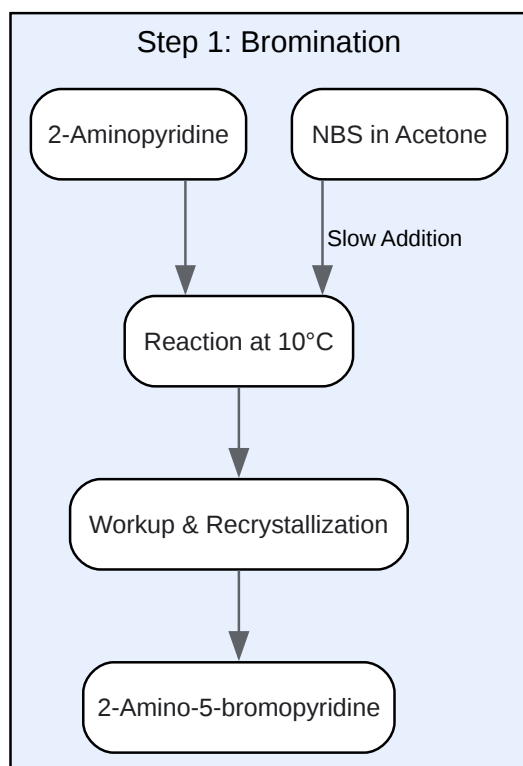 Step 1: Bromination
2-Aminopyridine
NBS in Acetone
Slow Addition
Reaction at 10°C
Workup & Recrystallization
2-Amino-5-bromopyridine